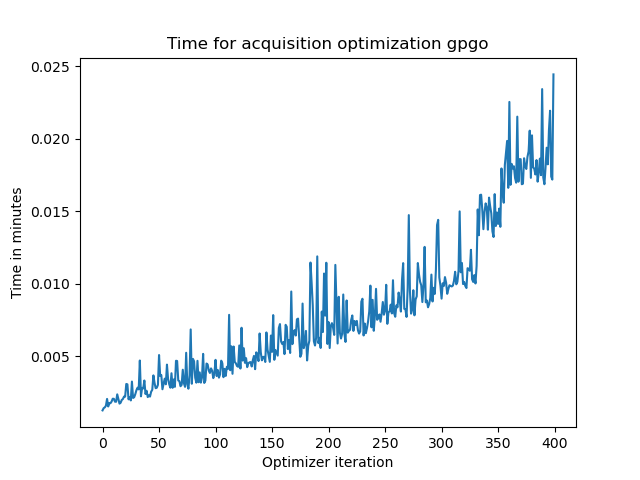 Time for acquisition optimization gpgo
0.025
0.020
0.015
0.010
0.005
Time in minutes
0 50 100 150 200 250 300 350 400
Optimizer iteration